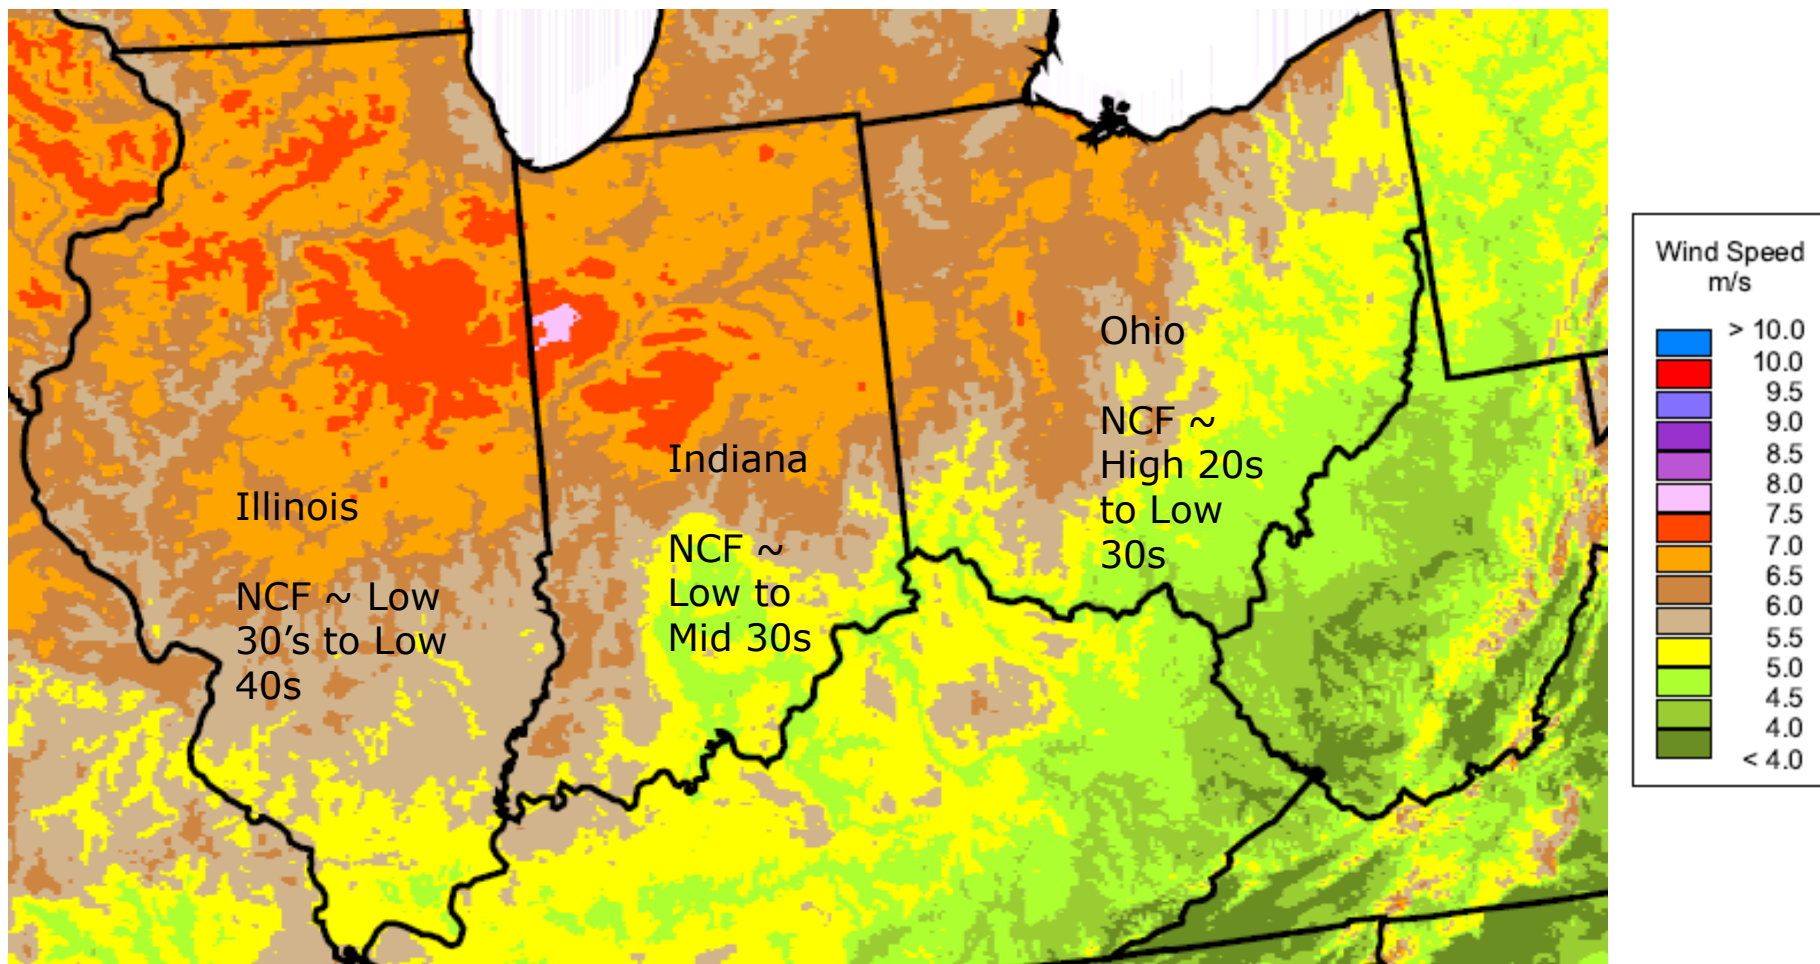 Illinois
NCF ~ Low
30’s to Low
40s
Indiana
NCF ~
Low to
Mid 30s
Ohio
NCF ~
High 20s
to Low
30s
Wind Speed
m/s
> 10.0
10.0
9.5
9.0
8.5
8.0
7.5
7.0
6.5
6.0
5.5
5.0
4.5
4.0
< 4.0